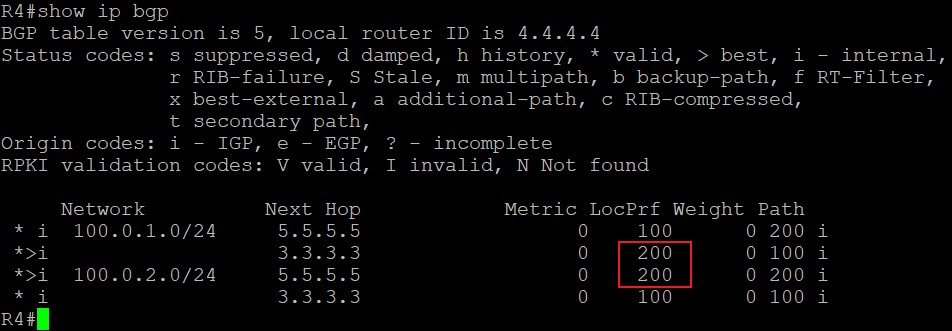 R4#show ip bgp
BGP table version is 5, local router ID is 4.4.4.4
Status codes: s suppressed, d damped, h history, * valid, > best, i - internal,
              r RIB-failure, S Stale, m multipath, b backup-path, f RT-Filter,
              x best-external, a additional-path, c RIB-compressed,
              t secondary path,
Origin codes: i - IGP, e - EGP, ? - incomplete
RPKI validation codes: V valid, I invalid, N Not found
     Network          Next Hop            Metric LocPrf Weight Path
 * i  100.0.1.0/24     5.5.5.5                  0    100      0 200 i
 *>i                   3.3.3.3                  0    200      0 100 i
 *>i  100.0.2.0/24     5.5.5.5                  0    200      0 200 i
 * i                   3.3.3.3                  0    100      0 100 i
R4#